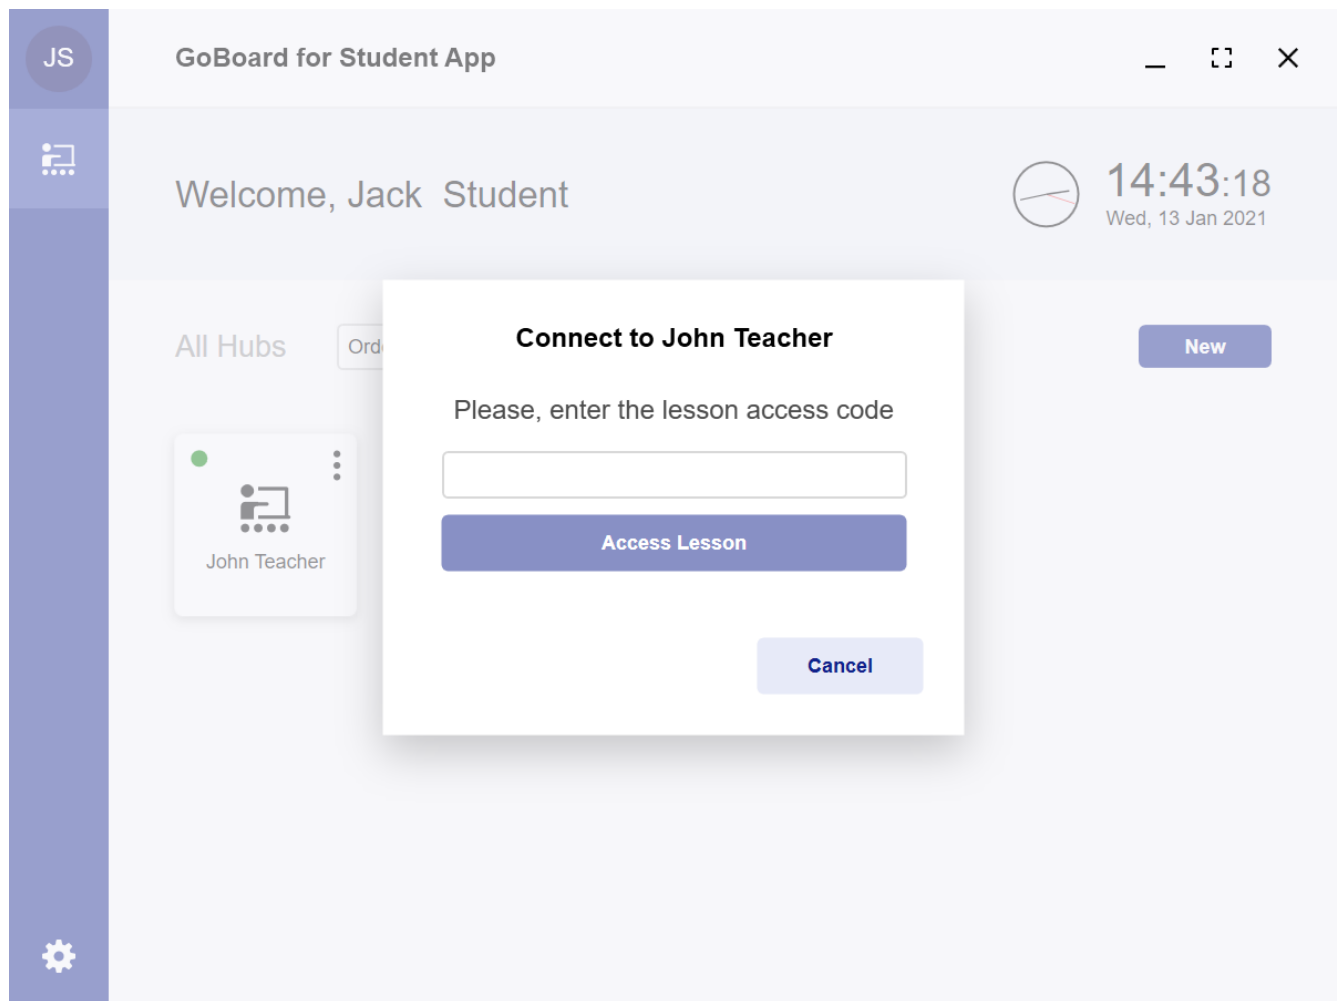 JS
GoBoard for Student App
Welcome, Jack  Student
14:43:18
Wed, 13 Jan 2021
All Hubs
New
Connect to John Teacher
Please, enter the lesson access code
Access Lesson
John Teacher
Cancel